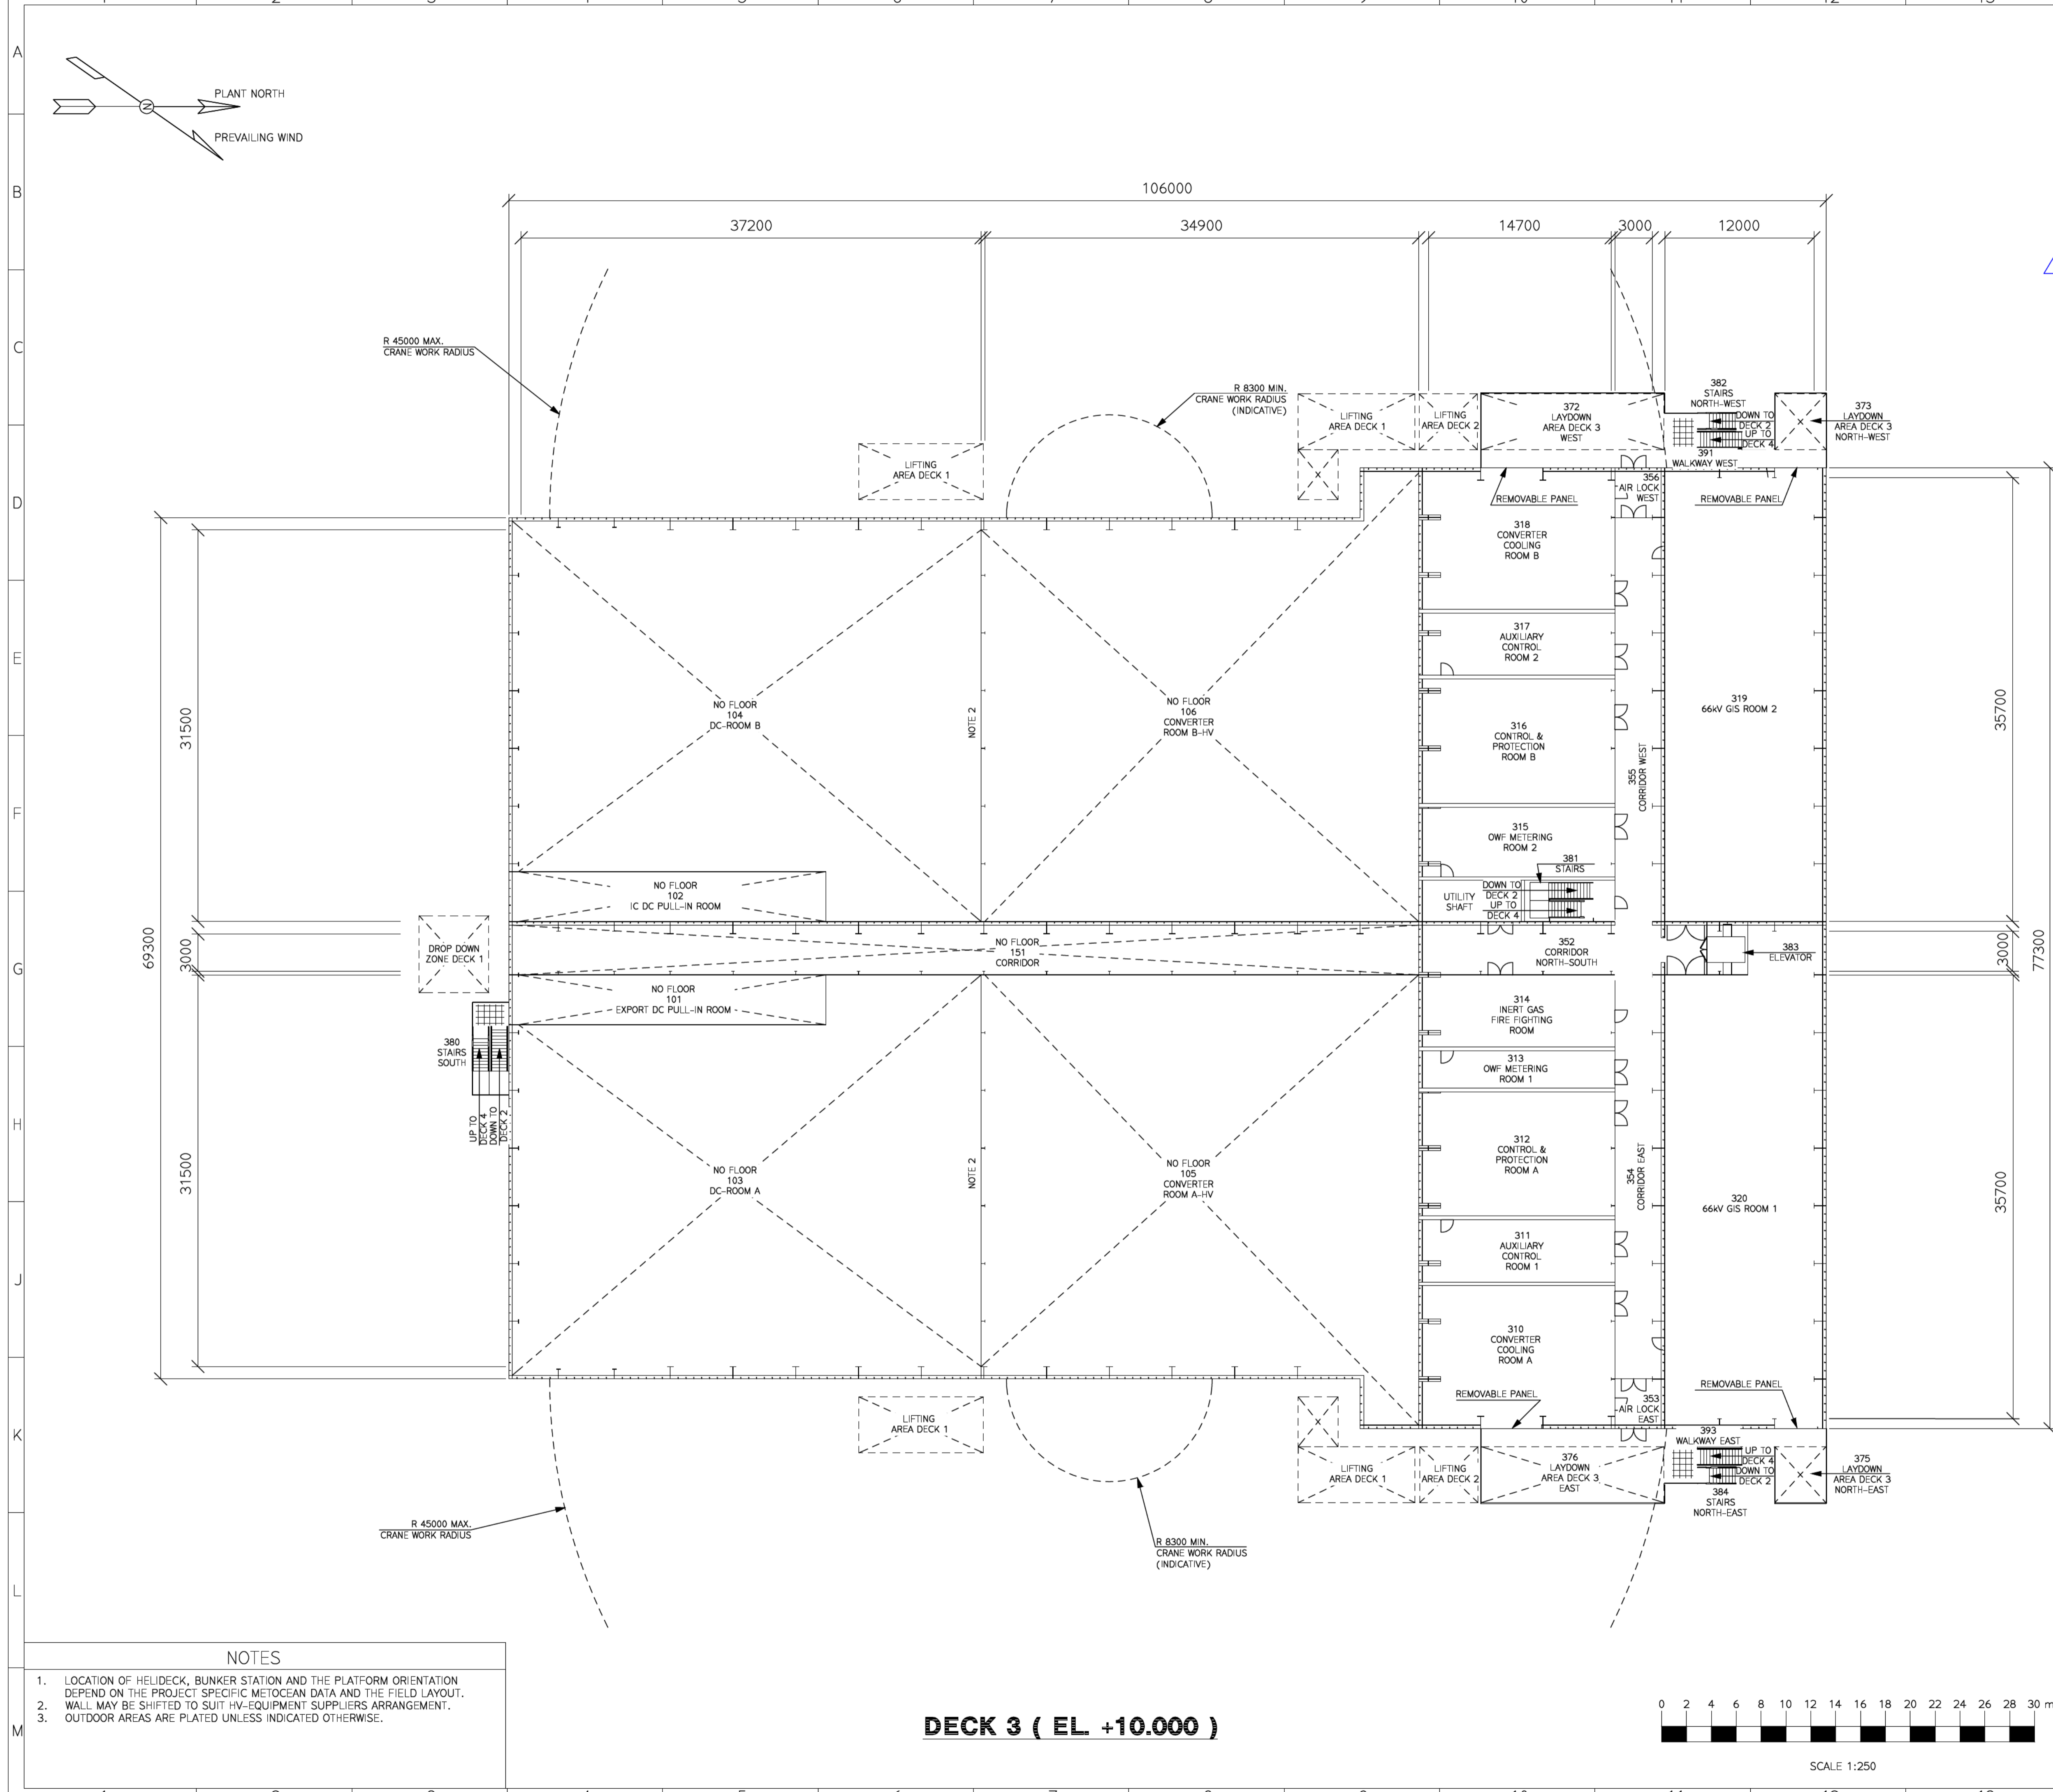 A
PLANT NORTH
N
PREVAILING WIND
B
106000
37200
34900
14700
3000
12000
C
R 45000 MAX.
CRANE WORK RADIUS
R 8300 MIN.
CRANE WORK RADIUS
(INDICATIVE)
LIFTING
AREA DECK 1
LIFTING
AREA DECK 2
372
LAYDOWN
AREA DECK 3
WEST
382
STAIRS
NORTH-WEST
DOWN TO
DECK 2
UP TO
DECK 4
373
LAYDOWN
AREA DECK 3
NORTH-WEST
391
WALKWAY WEST
LIFTING
AREA DECK 1
D
REMOVABLE PANEL
356
AIR LOCK
WEST
REMOVABLE PANEL
318
CONVERTER
COOLING
ROOM B
E
317
AUXILIARY
CONTROL
ROOM 2
31500
NO FLOOR
104
DC-ROOM B
NOTE 2
NO FLOOR
106
CONVERTER
ROOM B-HV
316
CONTROL &
PROTECTION
ROOM B
355
CORRIDOR WEST
319
66kV GIS ROOM 2
35700
F
315
OWF METERING
ROOM 2
381
STAIRS
NO FLOOR
102
IC DC PULL-IN ROOM
UTILITY
SHAFT
DOWN TO
DECK 2
UP TO
DECK 4
G
69300
3000
DROP DOWN
ZONE DECK 1
NO FLOOR
151
CORRIDOR
352
CORRIDOR
NORTH-SOUTH
383
ELEVATOR
3000
77300
NO FLOOR
101
EXPORT DC PULL-IN ROOM
314
INERT GAS
FIRE FIGHTING
ROOM
380
STAIRS
SOUTH
313
OWF METERING
ROOM 1
H
UP TO
DECK 4
DOWN TO
DECK 2
31500
NO FLOOR
103
DC-ROOM A
NOTE 2
NO FLOOR
105
CONVERTER
ROOM A-HV
312
CONTROL &
PROTECTION
ROOM A
354
CORRIDOR EAST
320
66kV GIS ROOM 1
35700
J
311
AUXILIARY
CONTROL
ROOM 1
310
CONVERTER
COOLING
ROOM A
REMOVABLE PANEL
353
AIR LOCK
EAST
REMOVABLE PANEL
K
LIFTING
AREA DECK 1
393
WALKWAY EAST
LIFTING
AREA DECK 1
LIFTING
AREA DECK 2
376
LAYDOWN
AREA DECK 3
EAST
UP TO
DECK 4
DOWN TO
DECK 2
384
STAIRS
NORTH-EAST
375
LAYDOWN
AREA DECK 3
NORTH-EAST
R 45000 MAX.
CRANE WORK RADIUS
R 8300 MIN.
CRANE WORK RADIUS
(INDICATIVE)
L
NOTES
1. LOCATION OF HELIDECK, BUNKER STATION AND THE PLATFORM ORIENTATION
DEPEND ON THE PROJECT SPECIFIC METOCEAN DATA AND THE FIELD LAYOUT.
2. WALL MAY BE SHIFTED TO SUIT HV-EQUIPMENT SUPPLIERS ARRANGEMENT.
3. OUTDOOR AREAS ARE PLATED UNLESS INDICATED OTHERWISE.
M
DECK 3 ( EL. +10.000 )
0 2 4 6 8 10 12 14 16 18 20 22 24 26 28 30 m
SCALE 1:250